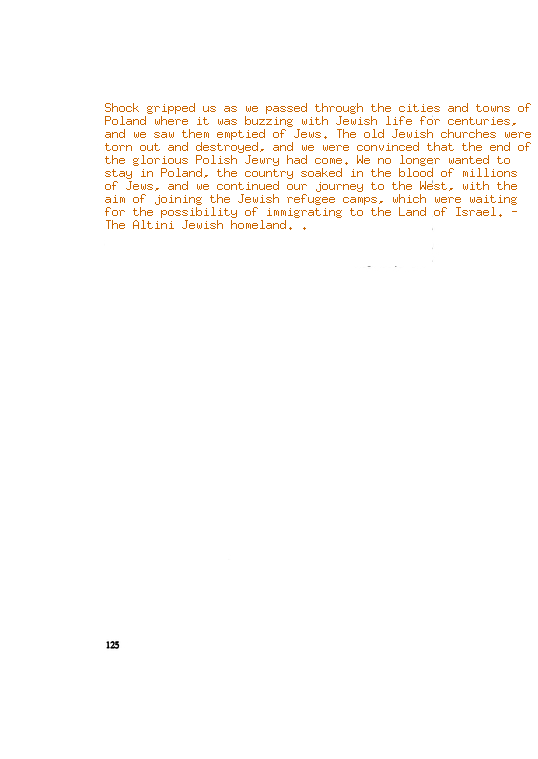 Shock gripped us as we passed through the cities and towns of
Poland where it was buzzing with Jewish life for centuries,
and we saw them emptied of Jews. The old Jewish churches were
torn out and destroyed, and we were convinced that the end of
the glorious Polish Jewry had come. We no longer wanted to
stay in Poland, the country soaked in the blood of millions
of Jews, and we continued our journey to the West, with the
aim of joining the Jewish refugee camps, which were waiting
for the possibility of immigrating to the Land of Israel. -
The Altini Jewish homeland. .
125